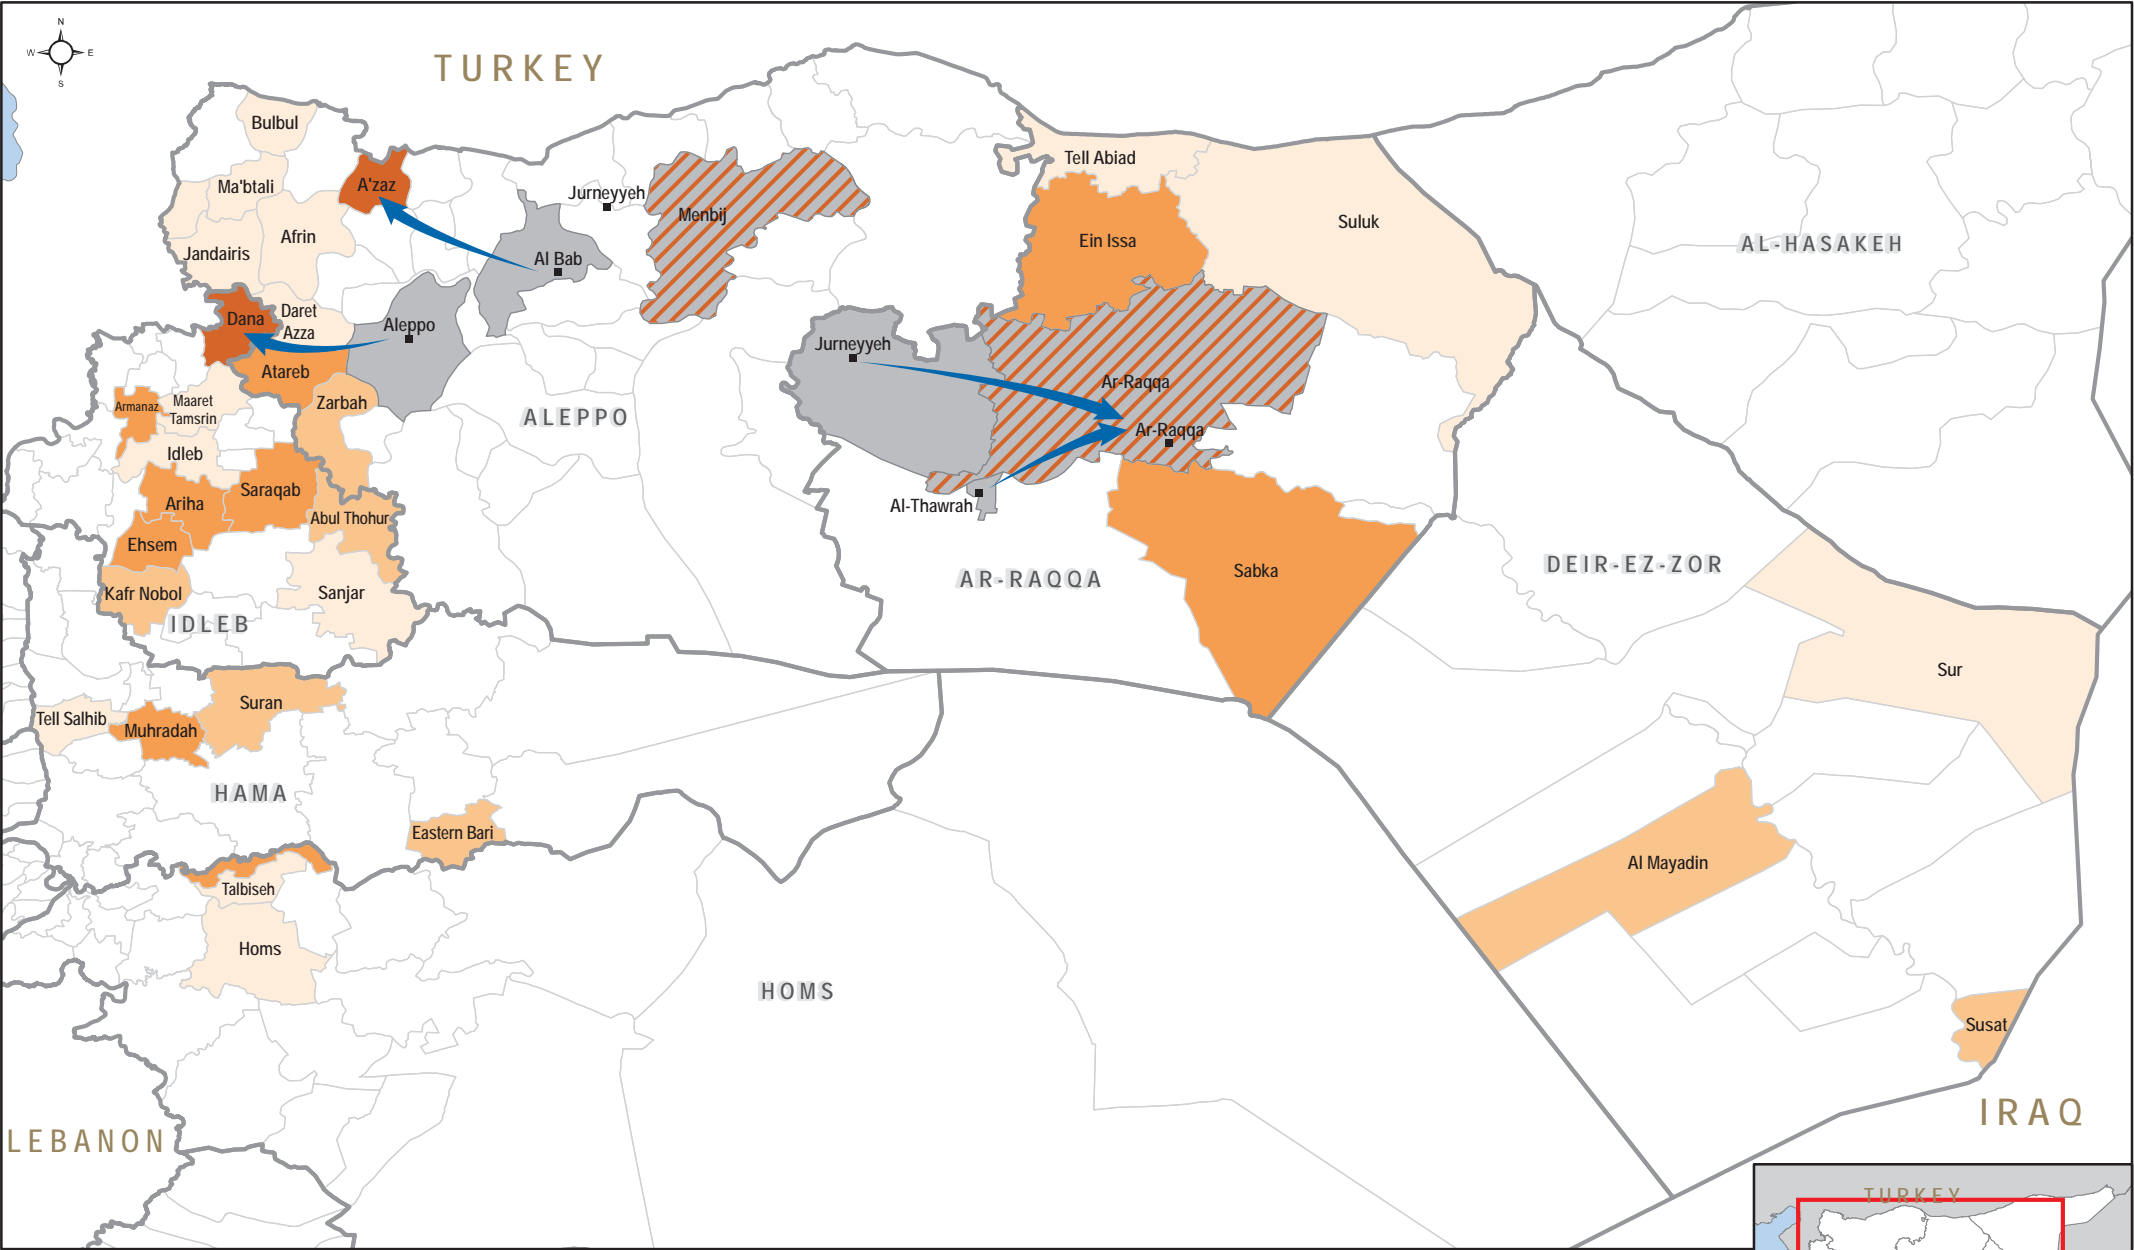 N
W
E
S
TURKEY
Bulbul
Ma'btali
A'zaz
Jurneyyeh
Menbij
Tell Abiad
Suluk
Ein Issa
AL-HASAKEH
Afrin
Jandairis
Al Bab
Dana
Daret
Azza
Aleppo
Jurneyyeh
Atareb
Ar-Raqqa
Armanaz
Maaret
Tamsrin
Zarbah
ALEPPO
Ar-Raqqa
Idleb
Saraqab
Ariha
Al-Thawrah
Abul Thohur
Ehsem
Sabka
AR-RAQQA
DEIR-EZ-ZOR
Kafr Nobol
Sanjar
IDLEB
Sur
Suran
Tell Salhib
Muhradah
HAMA
Eastern Bari
Al Mayadin
Talbiseh
Homs
HOMS
Susat
IRAQ
LEBANON
TURKEY